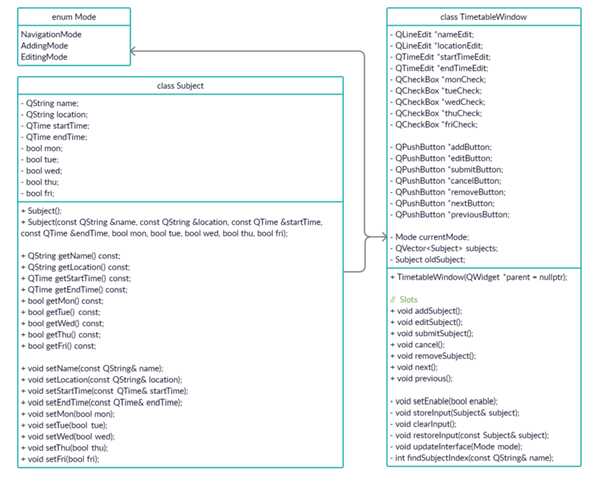 enum Mode
NavigationMode
AddingMode
EditingMode
class Subject
- QString name;
- QString location;
- QTime startTime;
- QTime endTime;
- bool mon;
- bool tue;
- bool wed;
- bool thu;
- bool fri;
+ Subject();
+ Subject(const QString &name, const QString &location, const QTime &startTime,
const QTime &endTime, bool mon, bool tue, bool wed, bool thu, bool fri);
+ QString getName() const;
+ QString getLocation() const;
+ QTime getStartTime() const;
+ QTime getEndTime() const;
+ bool getMon() const;
+ bool getTue() const;
+ bool getWed() const;
+ bool getThu() const;
+ bool getFri() const;
+ void setName(const QString& name);
+ void setLocation(const QString& location)
+ void setStartTime(const QTime& startTime);
+ void setEndTime(const QTime& endTime);
+ void setMon(bool mon);
+ void setTue(bool tue);
+ void setWed(bool wed);
+ void setThu(bool thu);
+ void setFri(bool fri);
class TimetableWindow
- QLineEdit *nameEdit;
- QLineEdit *locationEdit;
- QTimeEdit *startTimeEdit;
- QTimeEdit *endTimeEdit;
- QCheckBox *monCheck;
- QCheckBox *tueCheck;
- QCheckBox *wedCheck;
- QCheckBox *thuCheck;
- QCheckBox *friCheck;
- QPushButton *addButton;
- QPushButton *editButton;
- QPushButton *submitButton;
- QPushButton *cancelButton;
- QPushButton *removeButton;
- QPushButton *nextButton;
- QPushButton *previousButton;
- Mode currentMode;
- QVector<Subject> subjects;
- Subject oldSubject;
+ TimetableWindow(QWidget *parent = nullptr);
// Slots
+ void addSubject();
+ void editSubject();
+ void submitSubject();
+ void cancel();
+ void removeSubject();
+ void next();
+ void previous();
- void setEnable(bool enable);
- void storeInput(Subject& subject);
- void clearInput();
- void restoreInput(const Subject& subject);
- void updateInterface(Mode mode);
- int findSubjectIndex(const QString& name);